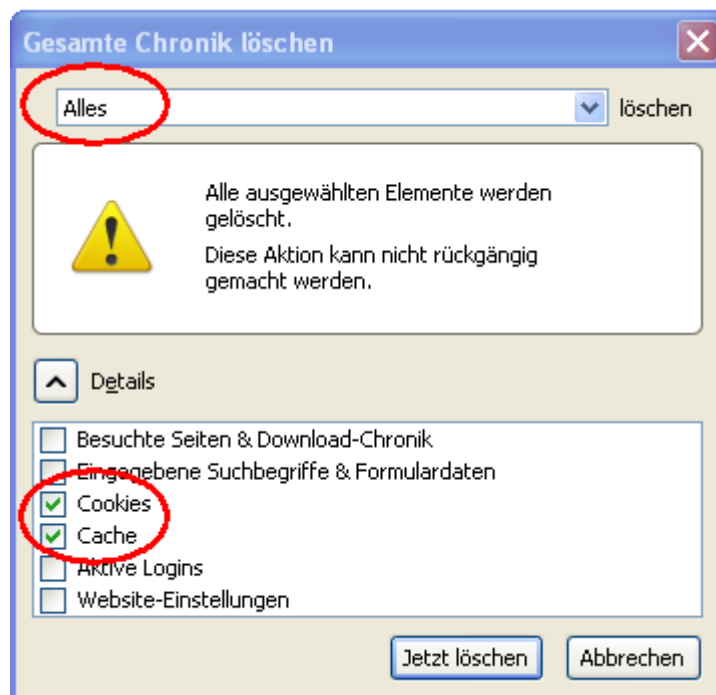 Gesamte Chronik löschen
Alles löschen
Alle ausgewählten Elemente werden
gelöscht.
Diese Aktion kann nicht rückgängig
gemacht werden.
Details
Besuchte Seiten & Download-Chronik
Eingegebene Suchbegriffe & Formulardaten
Cookies
Cache
Aktive Logins
Website-Einstellungen
Jetzt löschen Abbrechen